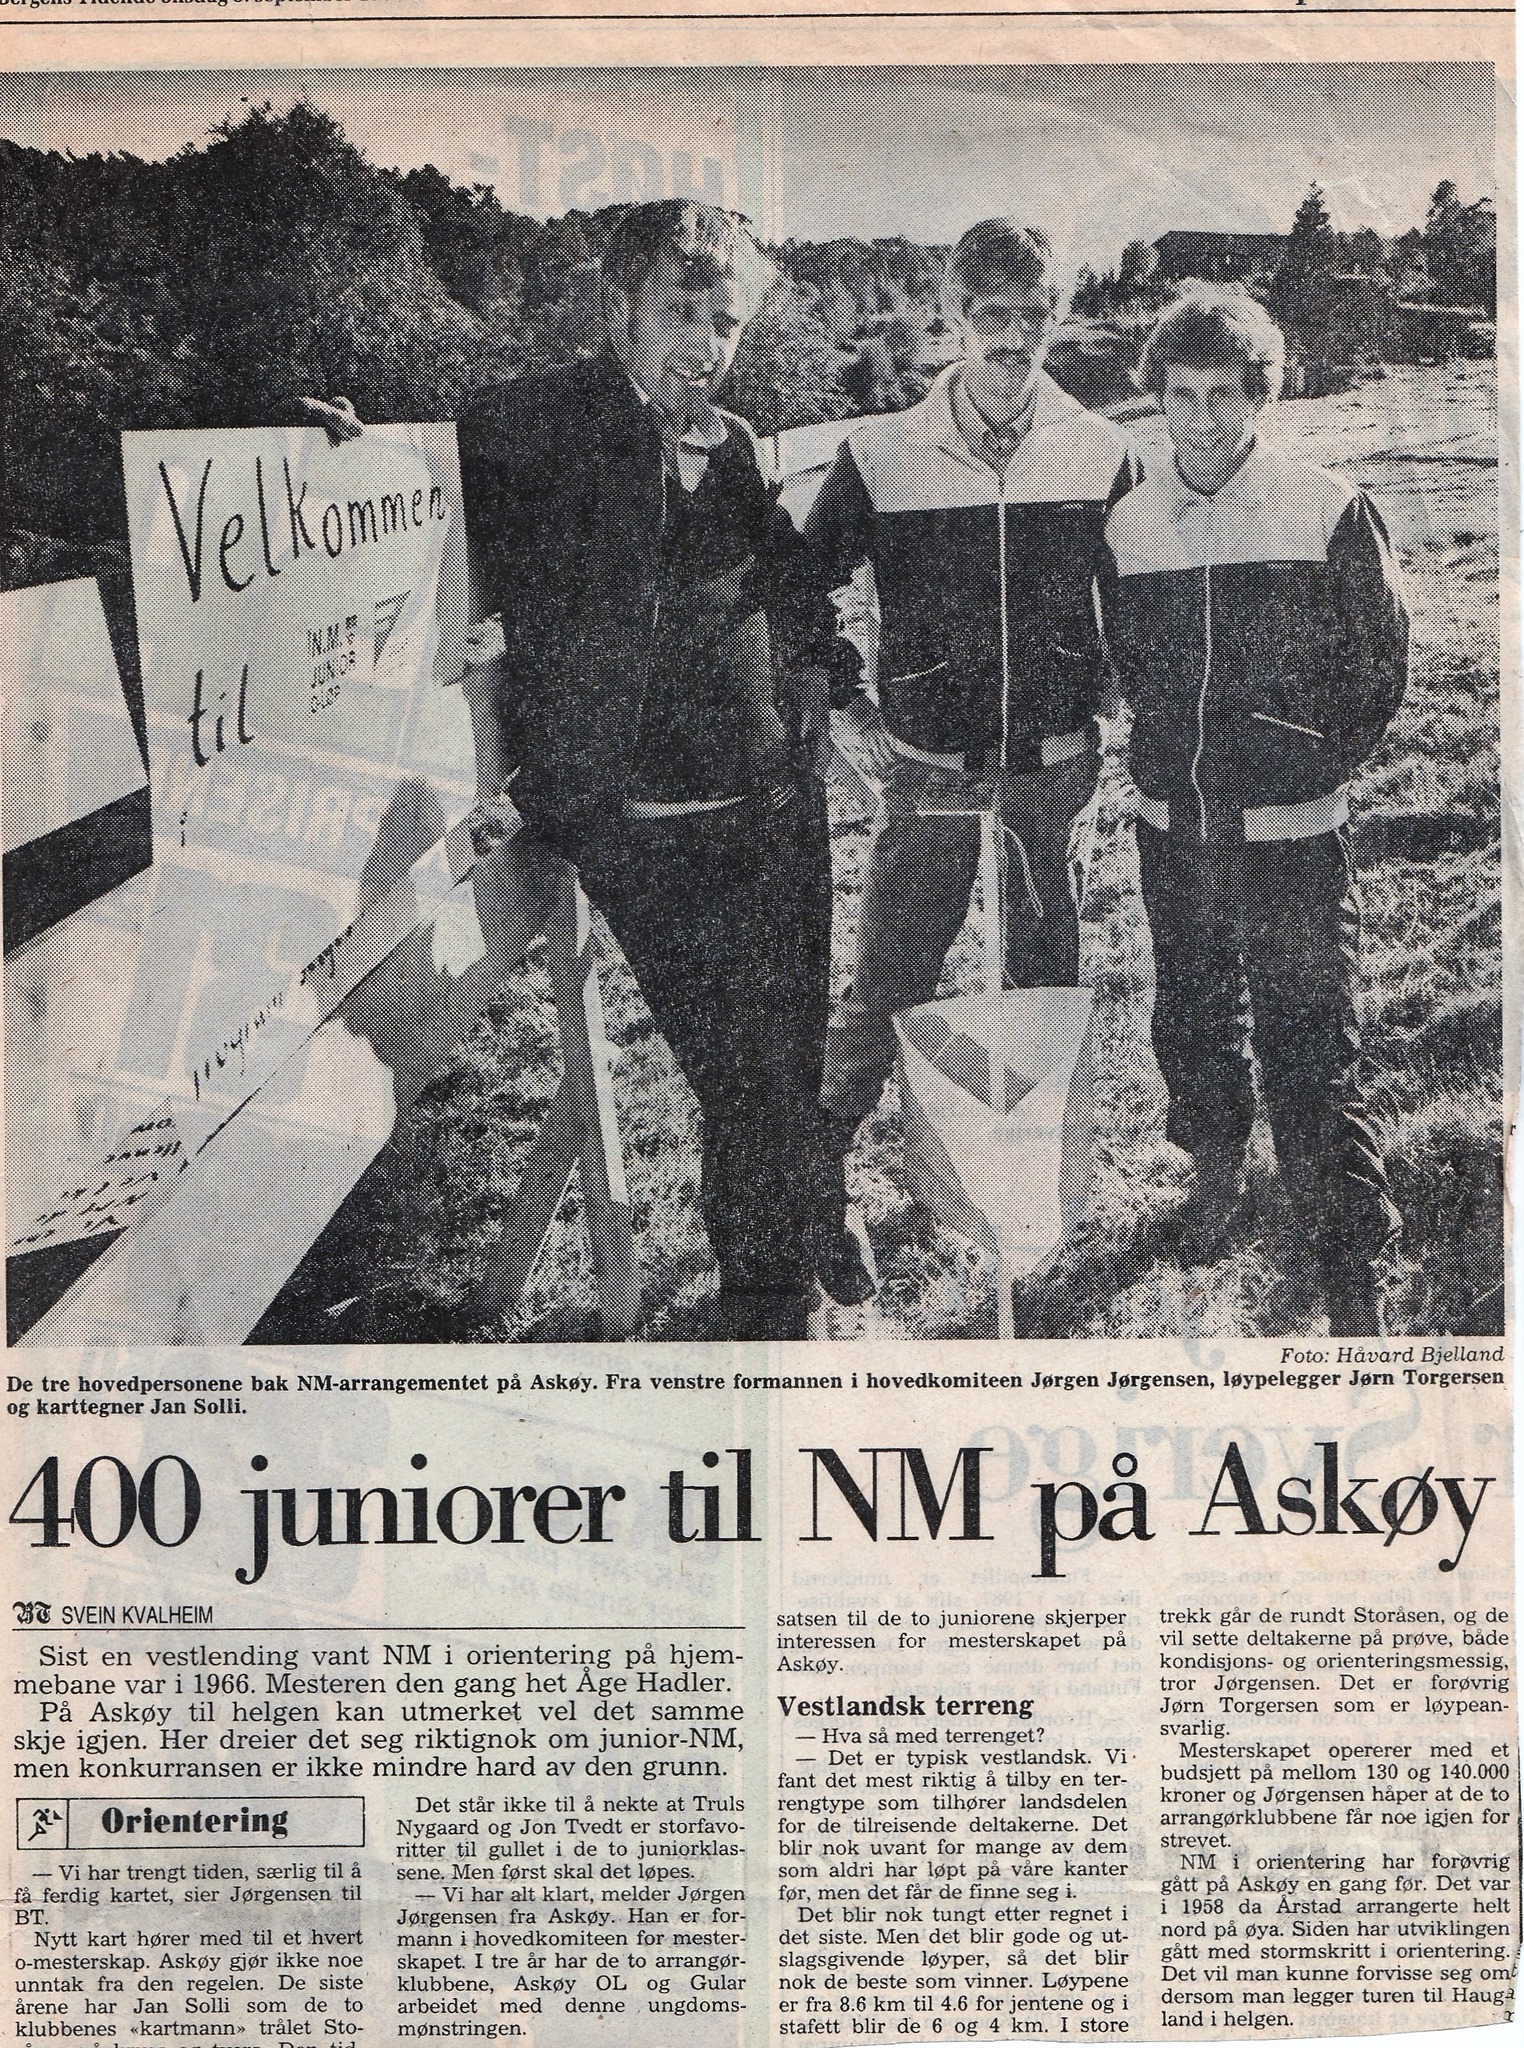 Velkommen
til
N.M.
JUNIOR
O-LØP
Foto: Håvard Bjelland
De tre hovedpersonene bak NM-arrangementet på Askøy. Fra venstre formannen i hovedkomiteen Jørgen Jørgensen, løypelegger Jørn Torgersen
og karttegner Jan Solli.
400 juniorer til NM på Askøy
BT SVEIN KVALHEIM
Sist en vestlending vant NM i orientering på hjem-
mebane var i 1966. Mesteren den gang het Åge Hadler.
På Askøy til helgen kan utmerket vel det samme
skje igjen. Her dreier det seg riktignok om junior-NM,
men konkurransen er ikke mindre hard av den grunn.
Orientering
— Vi har trengt tiden, særlig til å
få ferdig kartet, sier Jørgensen til
BT.
Nytt kart hører med til et hvert
o-mesterskap. Askøy gjør ikke noe
unntak fra den regelen. De siste
årene har Jan Solli som de to
klubbenes «kartmann» trålet Sto-
Det står ikke til å nekte at Truls
Nygaard og Jon Tvedt er storfavo-
ritter til gullet i de to juniorklas-
sene. Men først skal det løpes.
— Vi har alt klart, melder Jørgen
Jørgensen fra Askøy. Han er for-
mann i hovedkomiteen for mester-
skapet. I tre år har de to arrangør-
klubbene, Askøy OL og Gular
arbeidet med denne ungdoms-
mønstringen.
satsen til de to juniorene skjerper
interessen for mesterskapet på
Askøy.
Vestlandsk terreng
— Hva så med terrenget?
— Det er typisk vestlandsk. Vi
fant det mest riktig å tilby en ter-
rengtype som tilhører landsdelen
for de tilreisende deltakerne. Det
blir nok uvant for mange av dem
som aldri har løpt på våre kanter
før, men det får de finne seg i.
Det blir nok tungt etter regnet i
det siste. Men det blir gode og ut-
slagsgivende løyper, så det blir
nok de beste som vinner. Løypene
er fra 8.6 km til 4.6 for jentene og i
stafett blir de 6 og 4 km. I store
trekk går de rundt Storåsen, og de
vil sette deltakerne på prøve, både
kondisjons- og orienteringsmessig,
tror Jørgensen. Det er forøvrig
Jørn Torgersen som er løypean-
svarlig.
Mesterskapet opererer med et
budsjett på mellom 130 og 140.000
kroner og Jørgensen håper at de to
arrangørklubbene får noe igjen for
strevet.
NM i orientering har forøvrig
gått på Askøy en gang før. Det var
i 1958 da Årstad arrangerte helt
nord på øya. Siden har utviklingen
gått med stormskritt i orientering.
Det vil man kunne forvisse seg om
dersom man legger turen til Haug-
land i helgen.